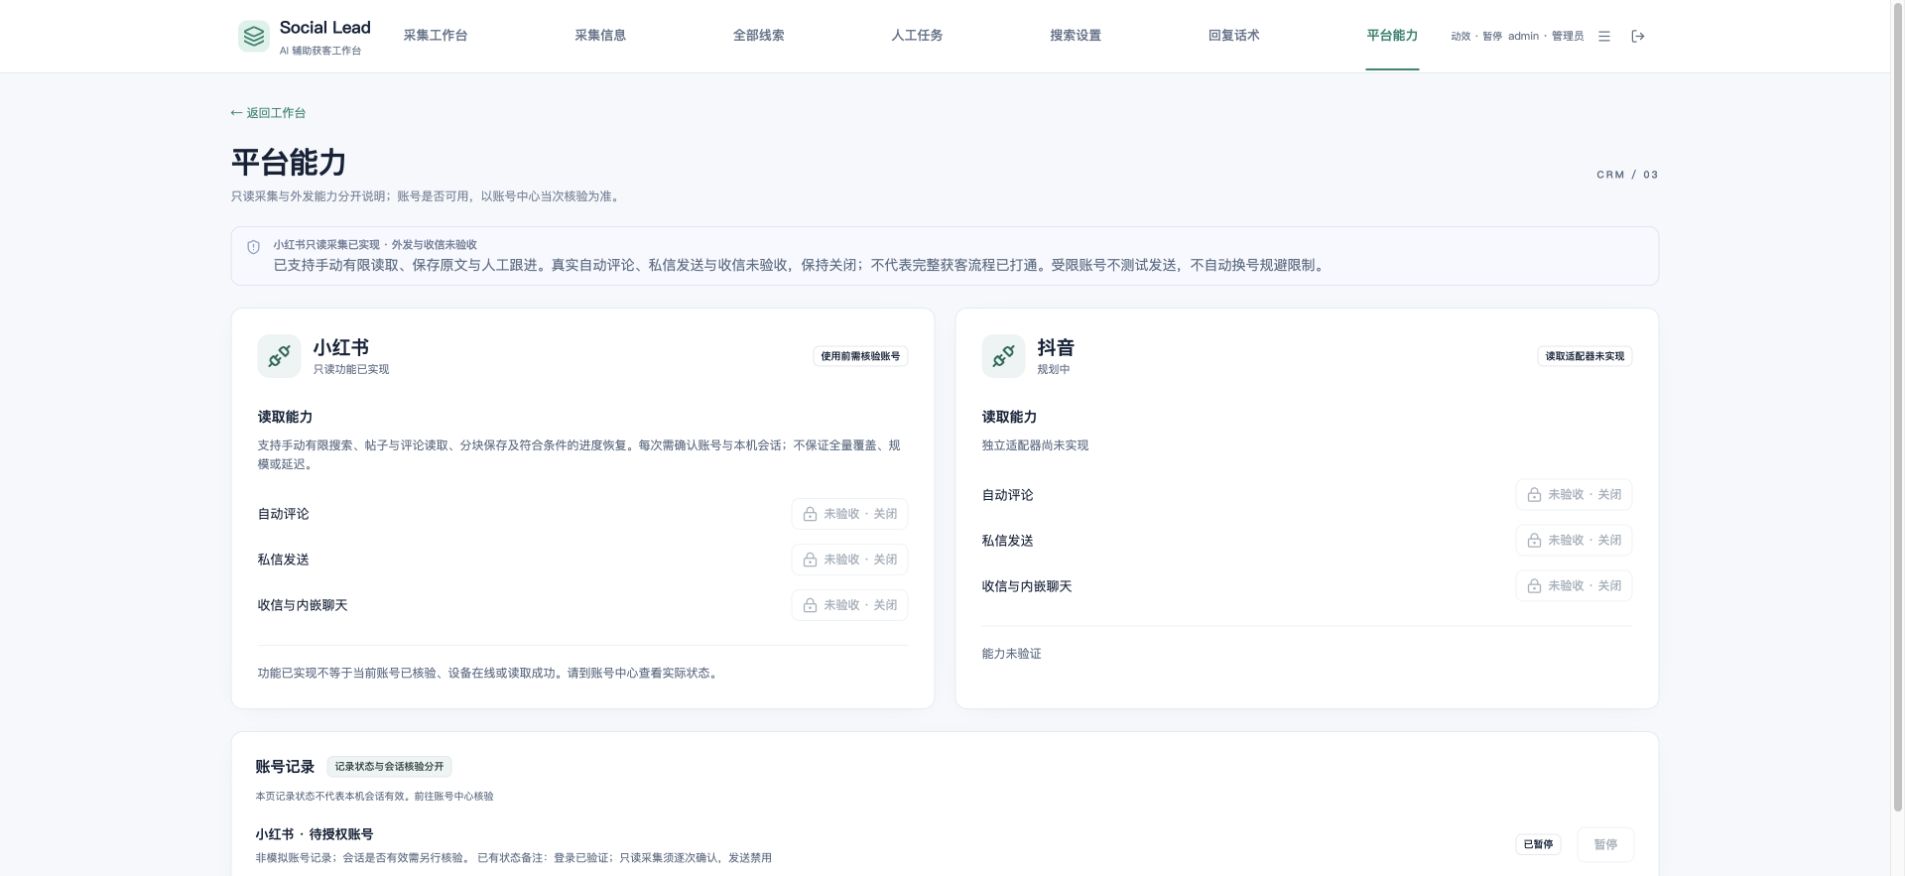 Social Lead
AI 辅助获客工作台
采集工作台
采集信息
全部线索
人工任务
搜索设置
回复话术
平台能力
动效 · 暂停 admin · 管理员
← 返回工作台
平台能力
CRM / 03
只读采集与外发能力分开说明；账号是否可用，以账号中心当次核验为准。
小红书只读采集已实现 · 外发与收信未验收
已支持手动有限读取、保存原文与人工跟进。真实自动评论、私信发送与收信未验收，保持关闭；不代表完整获客流程已打通。受限账号不测试发送，不自动换号规避限制。
小红书
只读功能已实现
使用前需核验账号
读取能力
支持手动有限搜索、帖子与评论读取、分块保存及符合条件的进度恢复。每次需确认账号与本机会话；不保证全量覆盖、规
模或延迟。
自动评论
未验收 · 关闭
私信发送
未验收 · 关闭
收信与内嵌聊天
未验收 · 关闭
功能已实现不等于当前账号已核验、设备在线或读取成功。请到账号中心查看实际状态。
抖音
规划中
读取适配器未实现
读取能力
独立适配器尚未实现
自动评论
未验收 · 关闭
私信发送
未验收 · 关闭
收信与内嵌聊天
未验收 · 关闭
能力未验证
账号记录
记录状态与会话核验分开
本页记录状态不代表本机会话有效。前往账号中心核验
小红书 · 待授权账号
非模拟账号记录；会话是否有效需另行核验。 已有状态备注：登录已验证；只读采集须逐次确认，发送禁用
已暂停
暂停